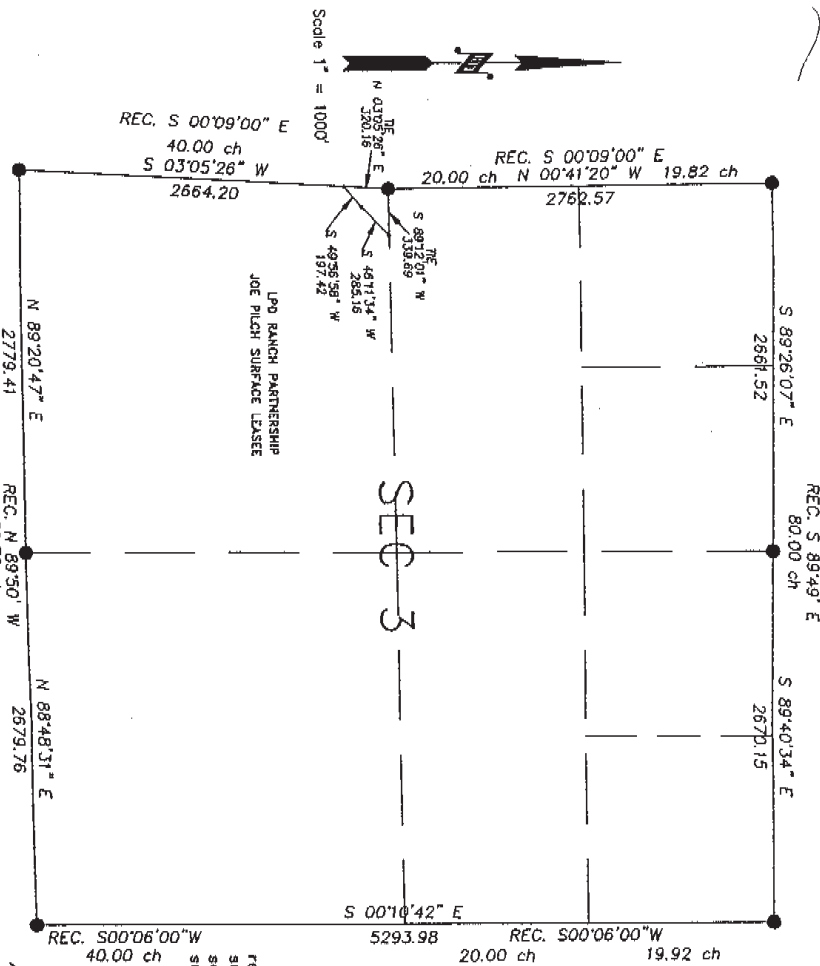 Scale 1" = 1000'
REC. S 00°09'00" E
40.00 ch
S 03°05'26" W
2664.20
TIE
N 03°05'26" E
320.16
REC. S 00°09'00" E
20.00 ch N 00°41'20" W 19.82 ch
2762.57
TIE
S 89°12'01" W
339.69
S 46°11'34" W
285.16
S 49°56'58" W
197.42
LPD RANCH PARTNERSHIP
JOE PILCH SURFACE LEASEE
S 89°26'07" E
2661.52
REC. S 89°49' E
80.00 ch
S 89°40'34" E
2670.15
SEC 3
N 89°20'47" E
2779.41
REC. N 89°50' W
N 88°48'31" E
2679.76
S 00°10'42" E
5293.98
REC. S00°06'00"W
40.00 ch
REC. S00°06'00"W
20.00 ch 19.92 ch